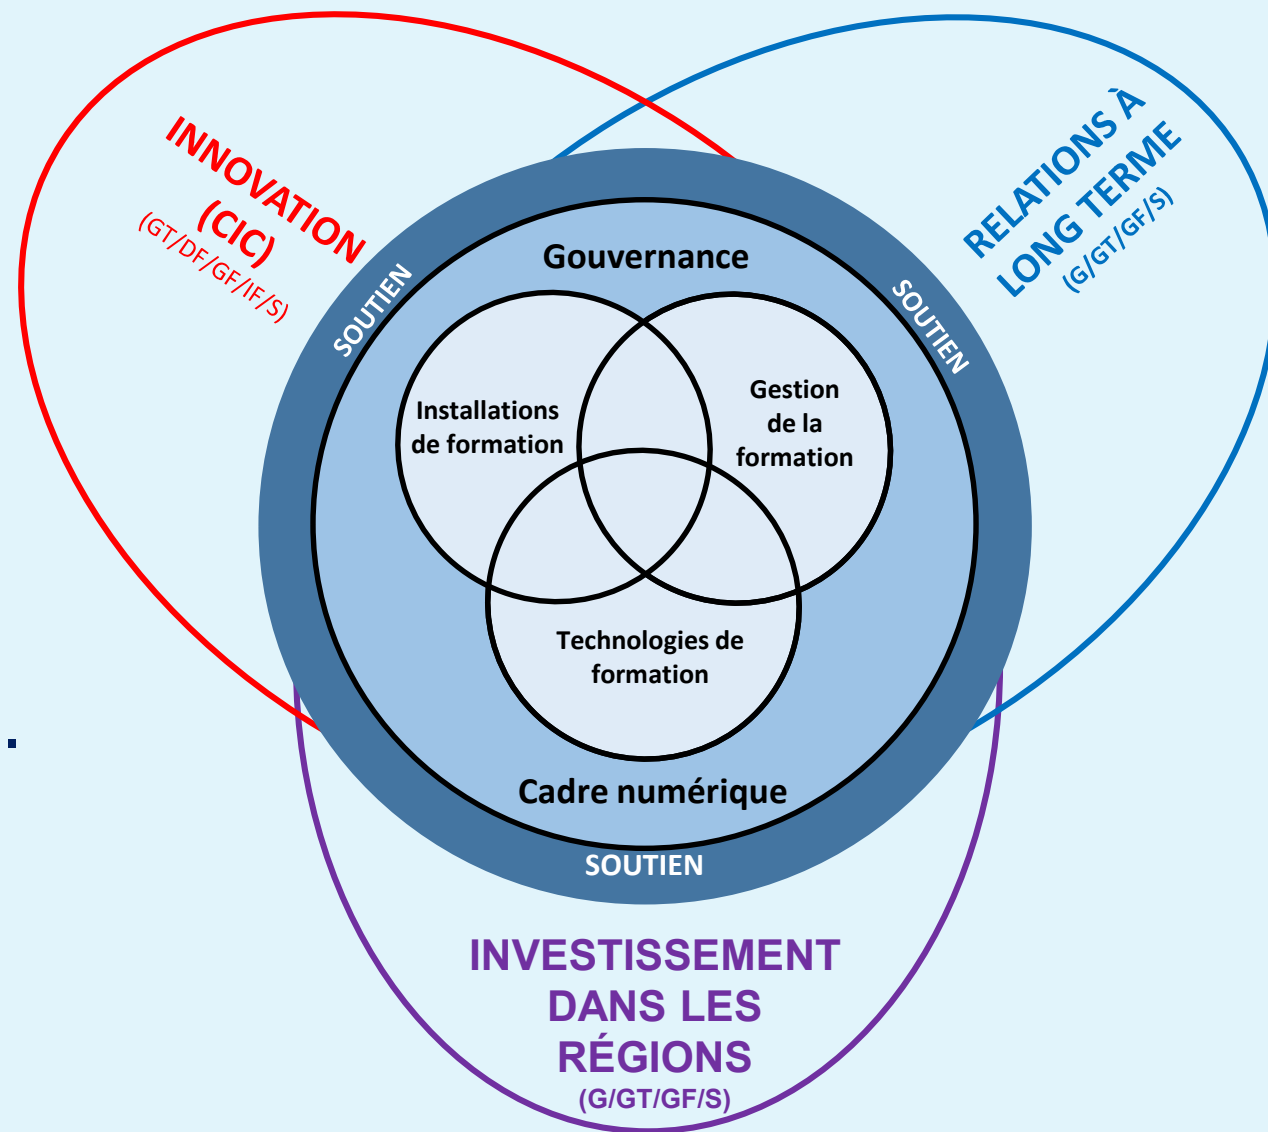 INNOVATION
(CIC)
(GT/DF/GF/IF/S)
RELATIONS À
LONG TERME
(G/GT/GF/S)
SOUTIEN
SOUTIEN
Gouvernance
Installations
de formation
Gestion
de la
formation
Technologies de
formation
Cadre numérique
SOUTIEN
INVESTISSEMENT
DANS LES
RÉGIONS
(G/GT/GF/S)